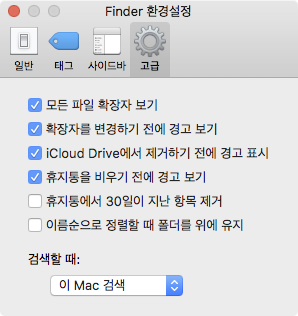 Finder 환경설정
일반 태그 사이드바 고급
모든 파일 확장자 보기
확장자를 변경하기 전에 경고 보기
iCloud Drive에서 제거하기 전에 경고 표시
휴지통을 비우기 전에 경고 보기
휴지통에서 30일이 지난 항목 제거
이름순으로 정렬할 때 폴더를 위에 유지
검색할 때:
이 Mac 검색